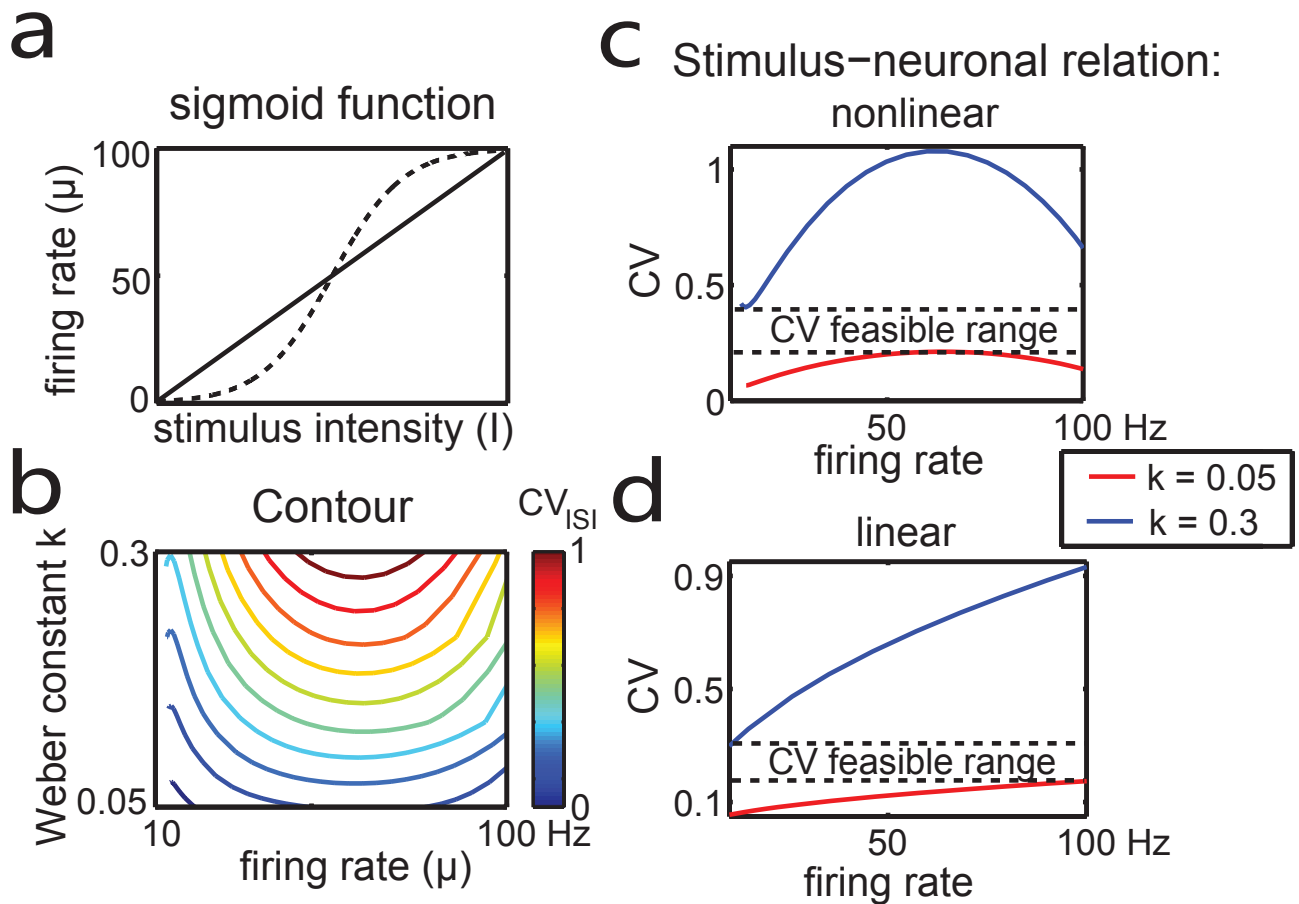 a
sigmoid function
100
50
0
firing rate (μ)
stimulus intensity (I)
b
Contour
CV_ISI
0.3
0.05
Weber constant k
10
100 Hz
firing rate (μ)
1
0
c
Stimulus−neuronal relation:
nonlinear
1
0.5
0
CV
CV feasible range
50
100 Hz
firing rate
k = 0.05
k = 0.3
d
linear
0.9
0.5
0.1
CV
CV feasible range
50
100 Hz
firing rate